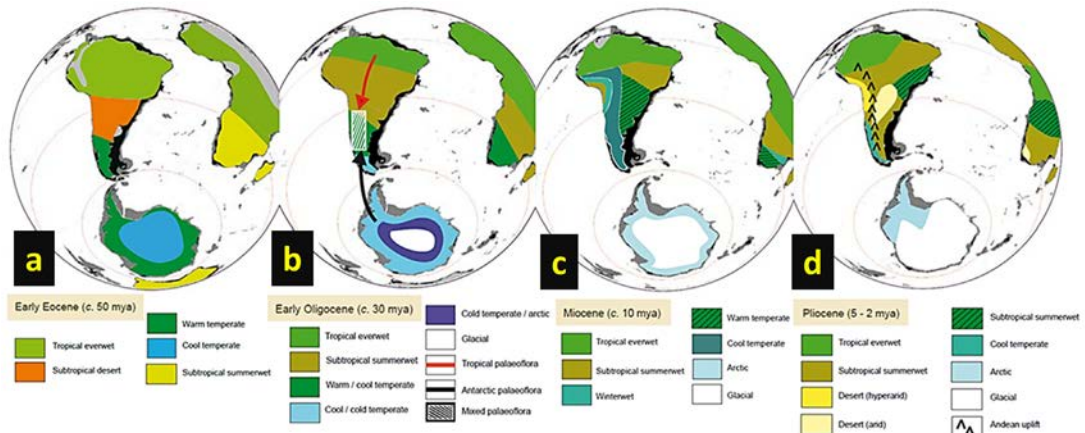 a
b
c
d
Early Eocene (c. 50 mya)
Tropical everwet
Subtropical desert
Warm temperate
Cool temperate
Subtropical summerwet
Early Oligocene (c. 30 mya)
Tropical everwet
Subtropical summerwet
Warm / cool temperate
Cool / cold temperate
Cold temperate / arctic
Glacial
Tropical palaeoflora
Antarctic palaeoflora
Mixed palaeoflora
Miocene (c. 10 mya)
Tropical everwet
Subtropical summerwet
Winterwet
Warm temperate
Cool temperate
Arctic
Glacial
Pliocene (5 - 2 mya)
Tropical everwet
Subtropical summerwet
Desert (hyperarid)
Desert (arid)
Subtropical summerwet
Cool temperate
Arctic
Glacial
Andean uplift